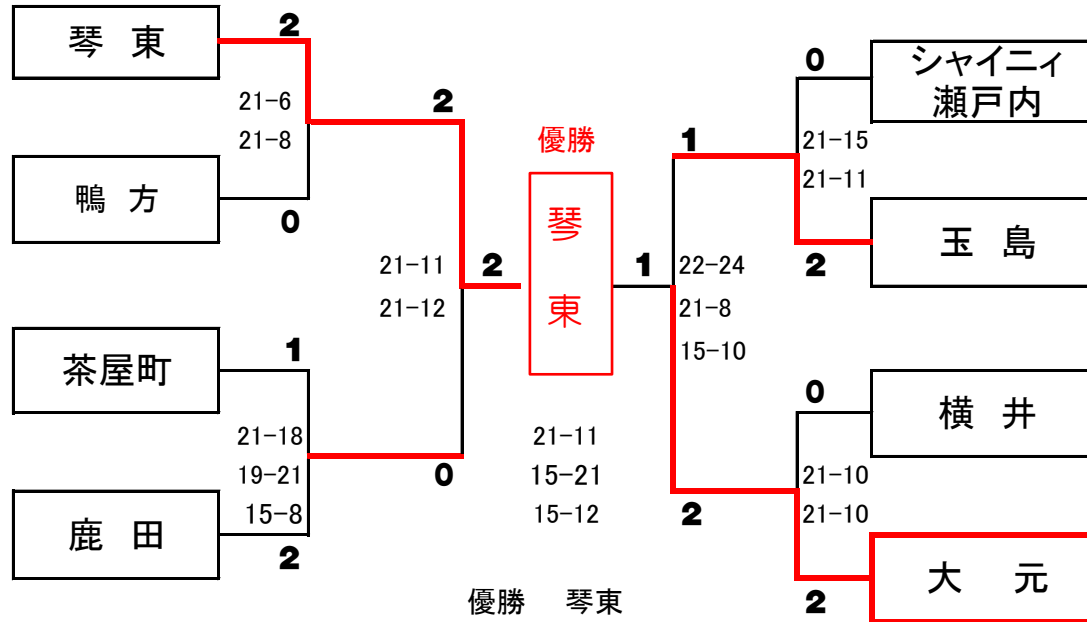 琴 東
2
21-6
21-8
鴨 方
0
2
茶屋町
1
21-18
19-21
15-8
鹿 田
2
0
21-11
21-12
2
優勝
琴
東
1
21-11
15-21
15-12
シャイニィ
瀬戸内
0
21-15
21-11
玉 島
2
1
22-24
21-8
15-10
横 井
0
21-10
21-10
大 元
2
2
優勝 琴東